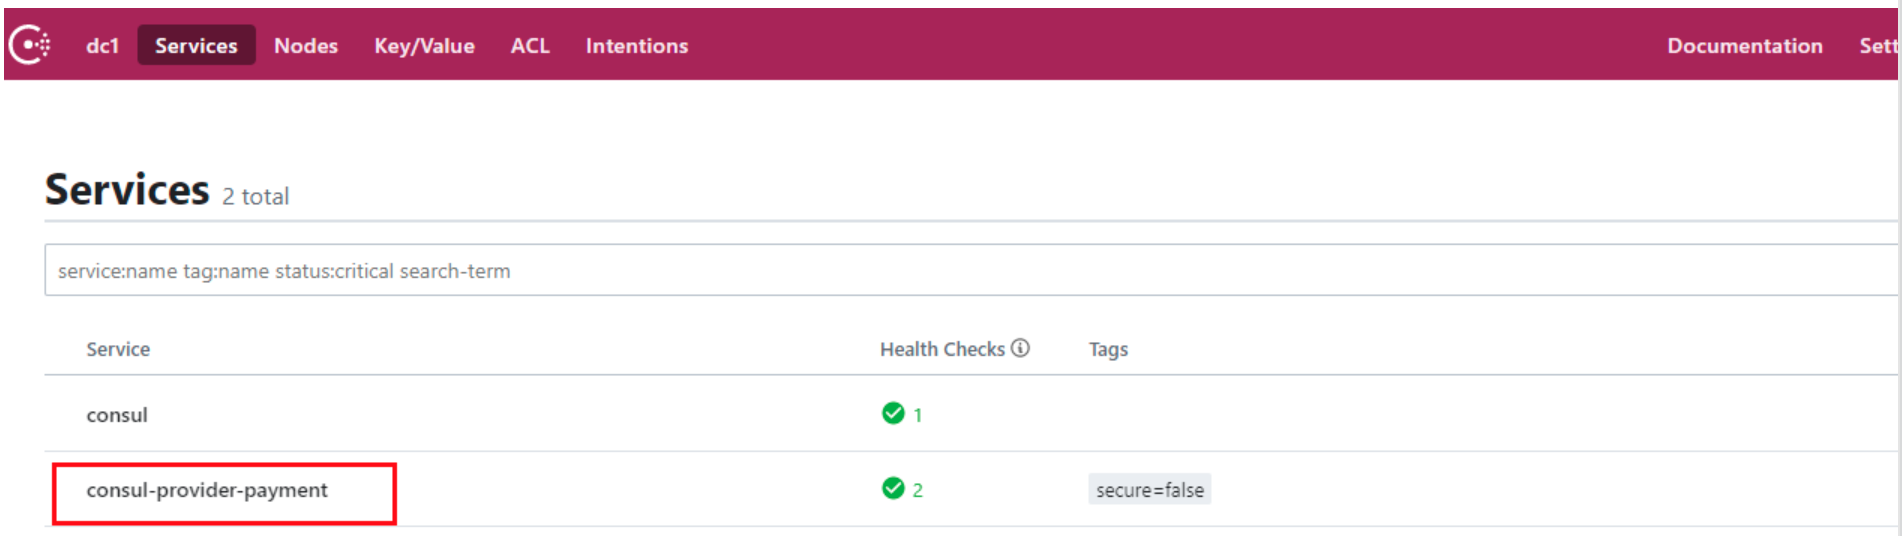 dc1 Services Nodes Key/Value ACL Intentions Documentation Sett
Services 2 total
service:name tag:name status:critical search-term
Service Health Checks Tags
consul 1
consul-provider-payment 2 secure=false